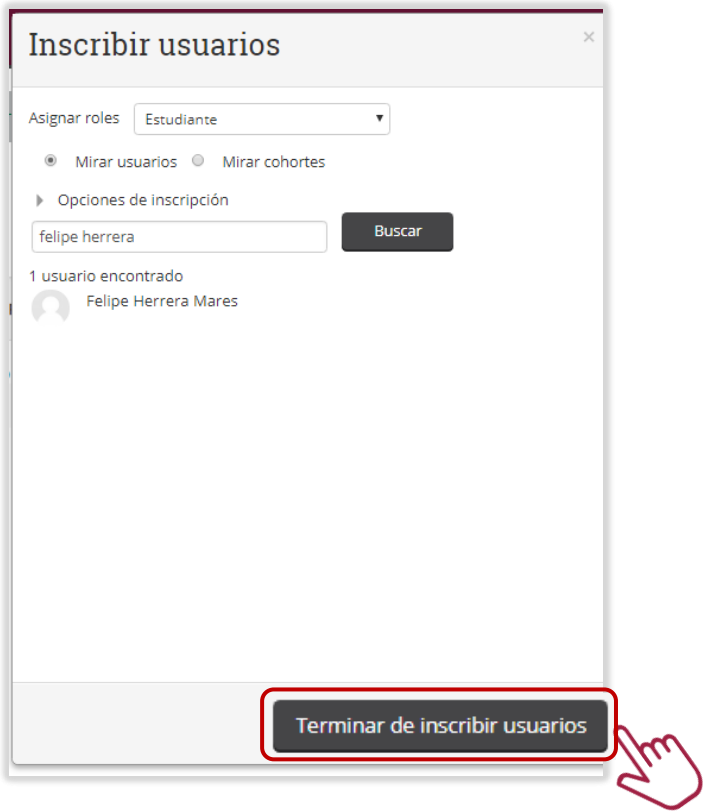 Inscribir usuarios
×
Asignar roles Estudiante
Mirar usuarios Mirar cohortes
Opciones de inscripción
felipe herrera Buscar
1 usuario encontrado
Felipe Herrera Mares
Terminar de inscribir usuarios